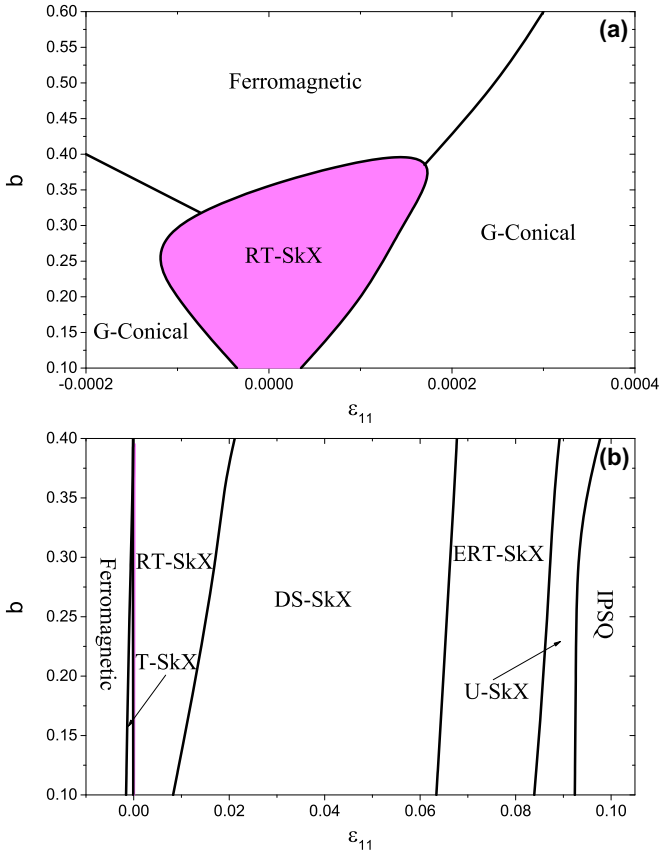 (a)
0.60
0.55
0.50
0.45
0.40
0.35
0.30
0.25
0.20
0.15
0.10
b
Ferromagnetic
RT-SkX
G-Conical
G-Conical
-0.0002
0.0000
0.0002
0.0004
ε11
(b)
0.40
0.35
0.30
0.25
0.20
0.15
0.10
b
Ferromagnetic
RT-SkX
T-SkX
DS-SkX
ERT-SkX
U-SkX
IPSQ
0.00
0.02
0.04
0.06
0.08
0.10
ε11